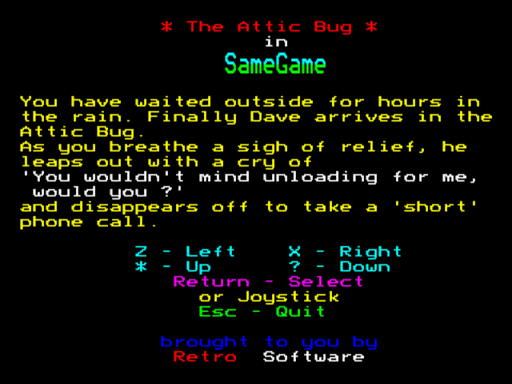 * The Attic Bug *
in
SameGame
You have waited outside for hours in
the rain. Finally Dave arrives in the
Attic Bug.
As you breathe a sigh of relief, he
leaps out with a cry of
'You wouldn't mind unloading for me,
would you ?'
and disappears off to take a 'short'
phone call.
Z - Left X - Right
* - Up ? - Down
Return - Select
or Joystick
Esc - Quit
brought to you by
Retro Software